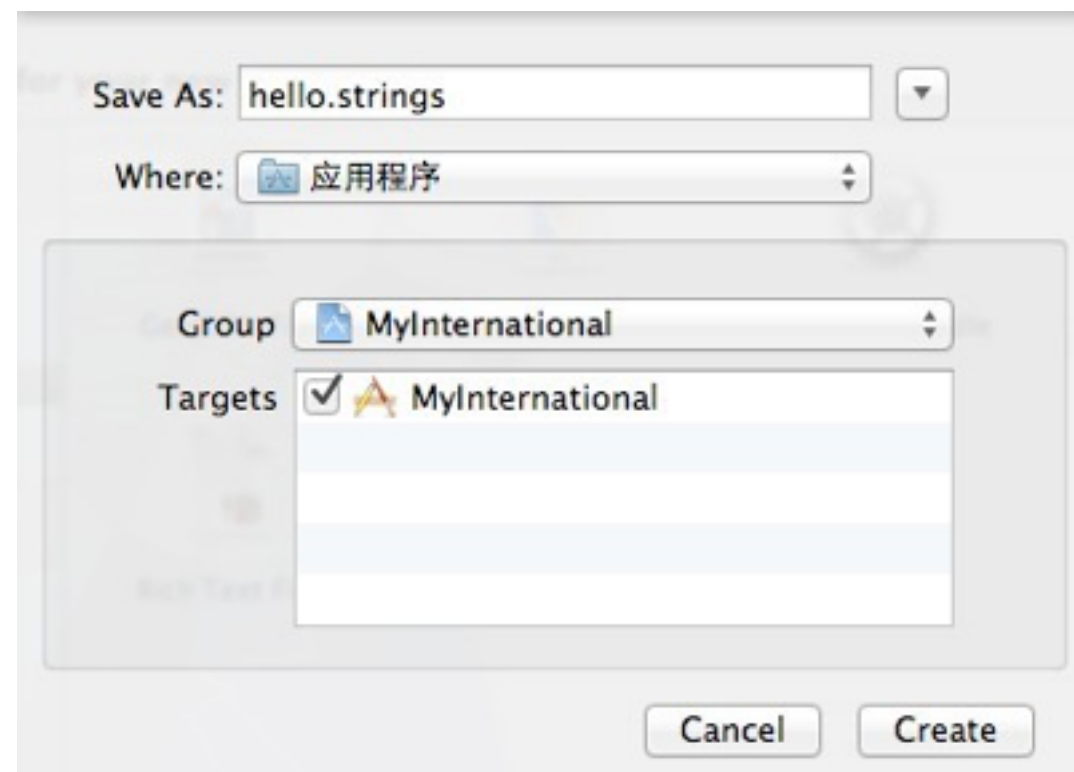 Save As: hello.strings
Where: 应用程序
Group MyInternational
Targets MyInternational
Cancel Create